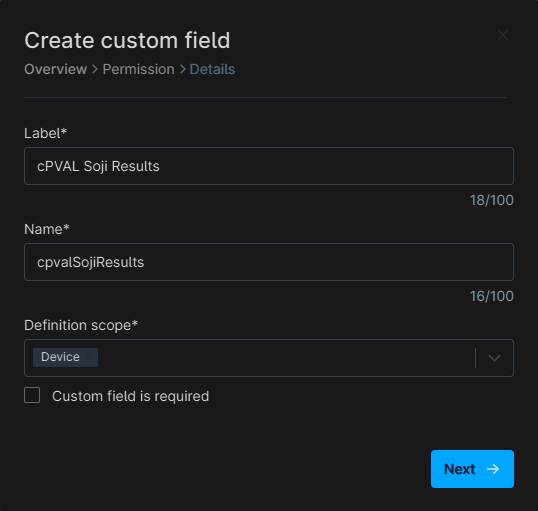 Create custom field
Overview > Permission > Details
Label*
cPVAL Soji Results
18/100
Name*
cpvalSojiResults
16/100
Definition scope*
Device
Custom field is required
Next →